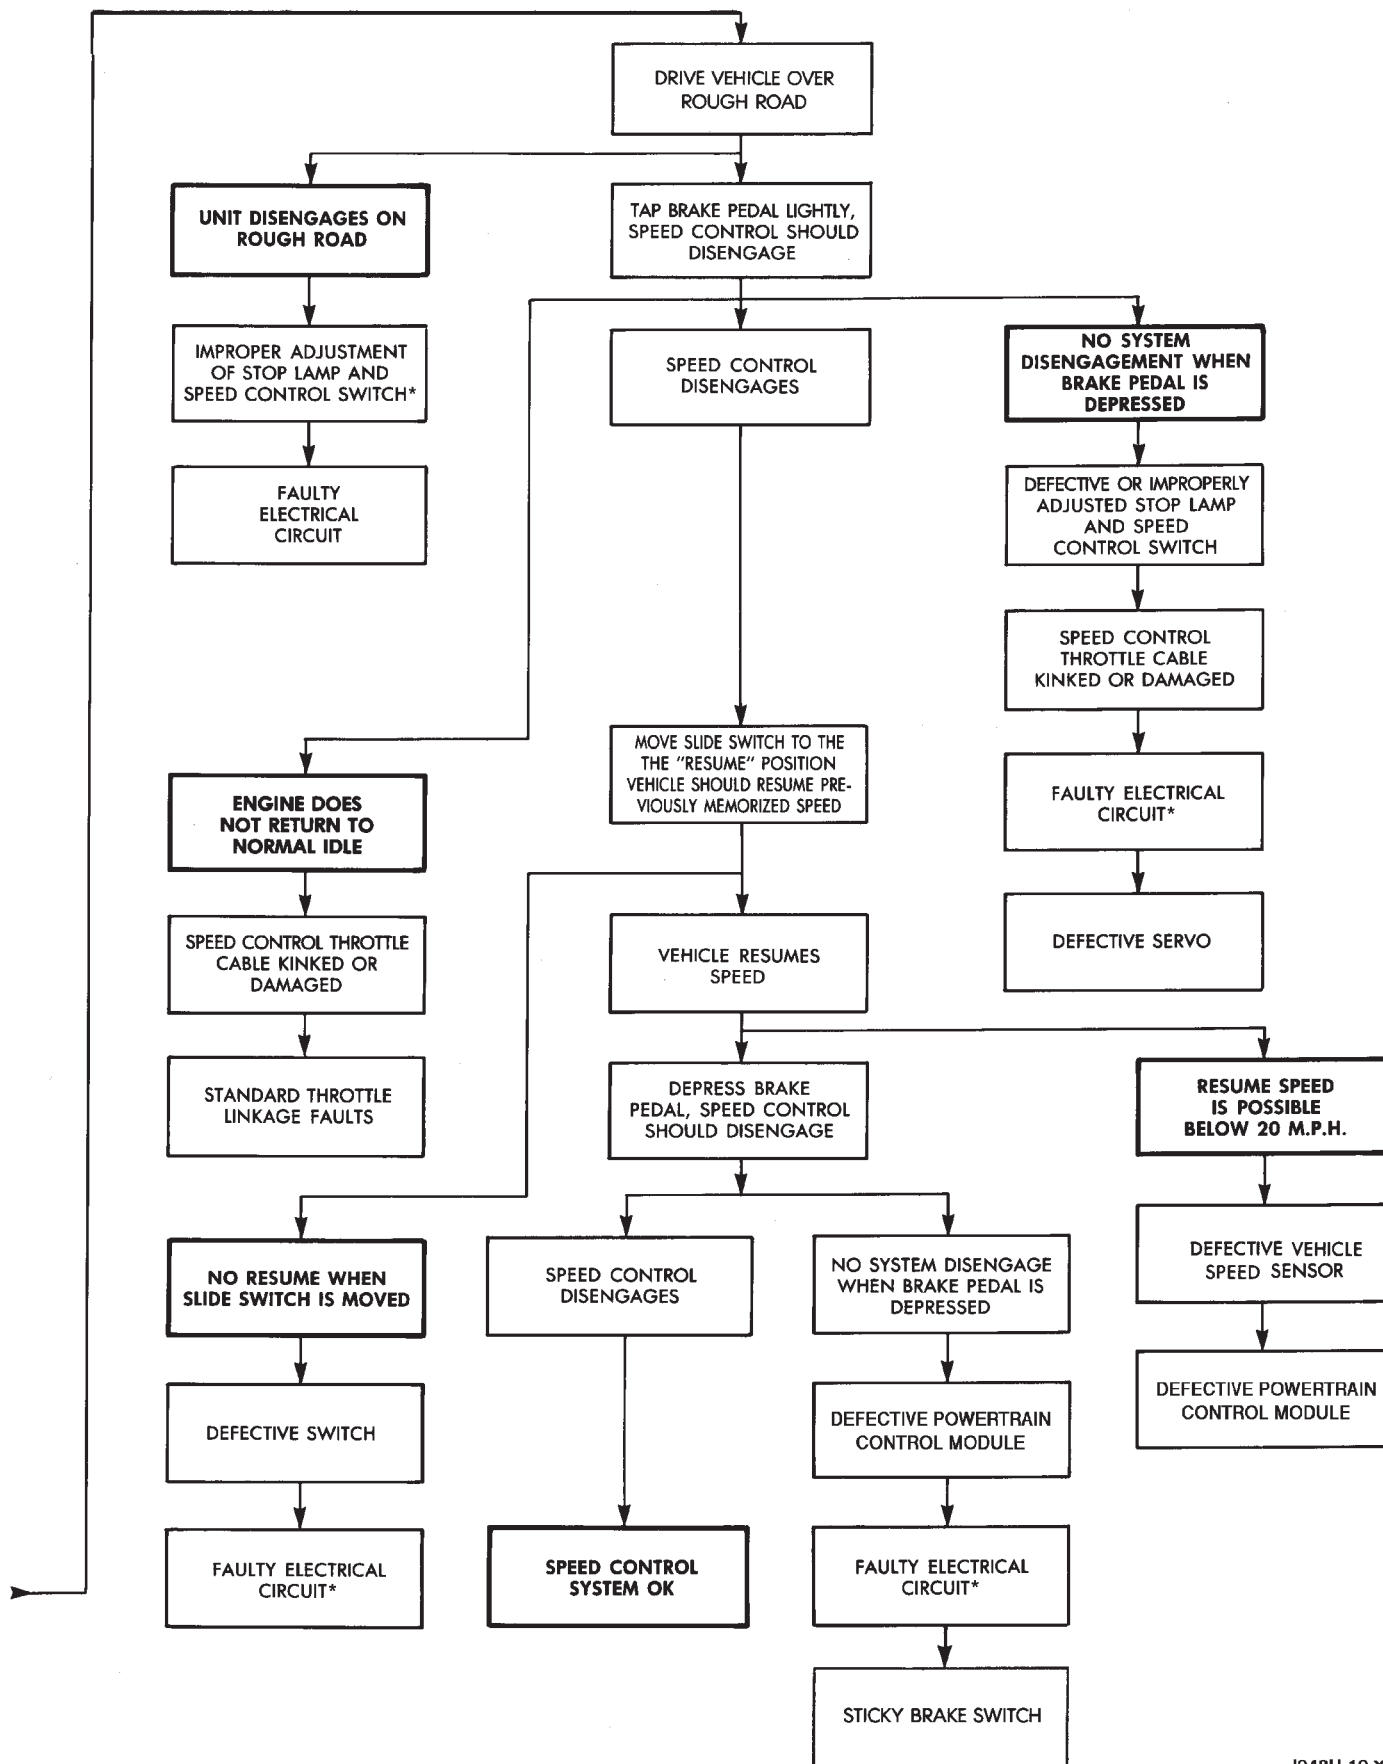 DRIVE VEHICLE OVER
ROUGH ROAD
UNIT DISENGAGES ON
ROUGH ROAD
TAP BRAKE PEDAL LIGHTLY,
SPEED CONTROL SHOULD
DISENGAGE
IMPROPER ADJUSTMENT
OF STOP LAMP AND
SPEED CONTROL SWITCH*
SPEED CONTROL
DISENGAGES
NO SYSTEM
DISENGAGEMENT WHEN
BRAKE PEDAL IS
DEPRESSED
FAULTY
ELECTRICAL
CIRCUIT
DEFECTIVE OR IMPROPERLY
ADJUSTED STOP LAMP
AND SPEED
CONTROL SWITCH
SPEED CONTROL
THROTTLE CABLE
KINKED OR DAMAGED
MOVE SLIDE SWITCH TO THE
THE "RESUME" POSITION
VEHICLE SHOULD RESUME PRE-
VIOUSLY MEMORIZED SPEED
ENGINE DOES
NOT RETURN TO
NORMAL IDLE
FAULTY ELECTRICAL
CIRCUIT*
SPEED CONTROL THROTTLE
CABLE KINKED OR
DAMAGED
VEHICLE RESUMES
SPEED
DEFECTIVE SERVO
STANDARD THROTTLE
LINKAGE FAULTS
DEPRESS BRAKE
PEDAL, SPEED CONTROL
SHOULD DISENGAGE
RESUME SPEED
IS POSSIBLE
BELOW 20 M.P.H.
NO RESUME WHEN
SLIDE SWITCH IS MOVED
SPEED CONTROL
DISENGAGES
NO SYSTEM DISENGAGE
WHEN BRAKE PEDAL IS
DEPRESSED
DEFECTIVE VEHICLE
SPEED SENSOR
DEFECTIVE SWITCH
DEFECTIVE POWERTRAIN
CONTROL MODULE
DEFECTIVE POWERTRAIN
CONTROL MODULE
FAULTY ELECTRICAL
CIRCUIT*
SPEED CONTROL
SYSTEM OK
FAULTY ELECTRICAL
CIRCUIT*
STICKY BRAKE SWITCH